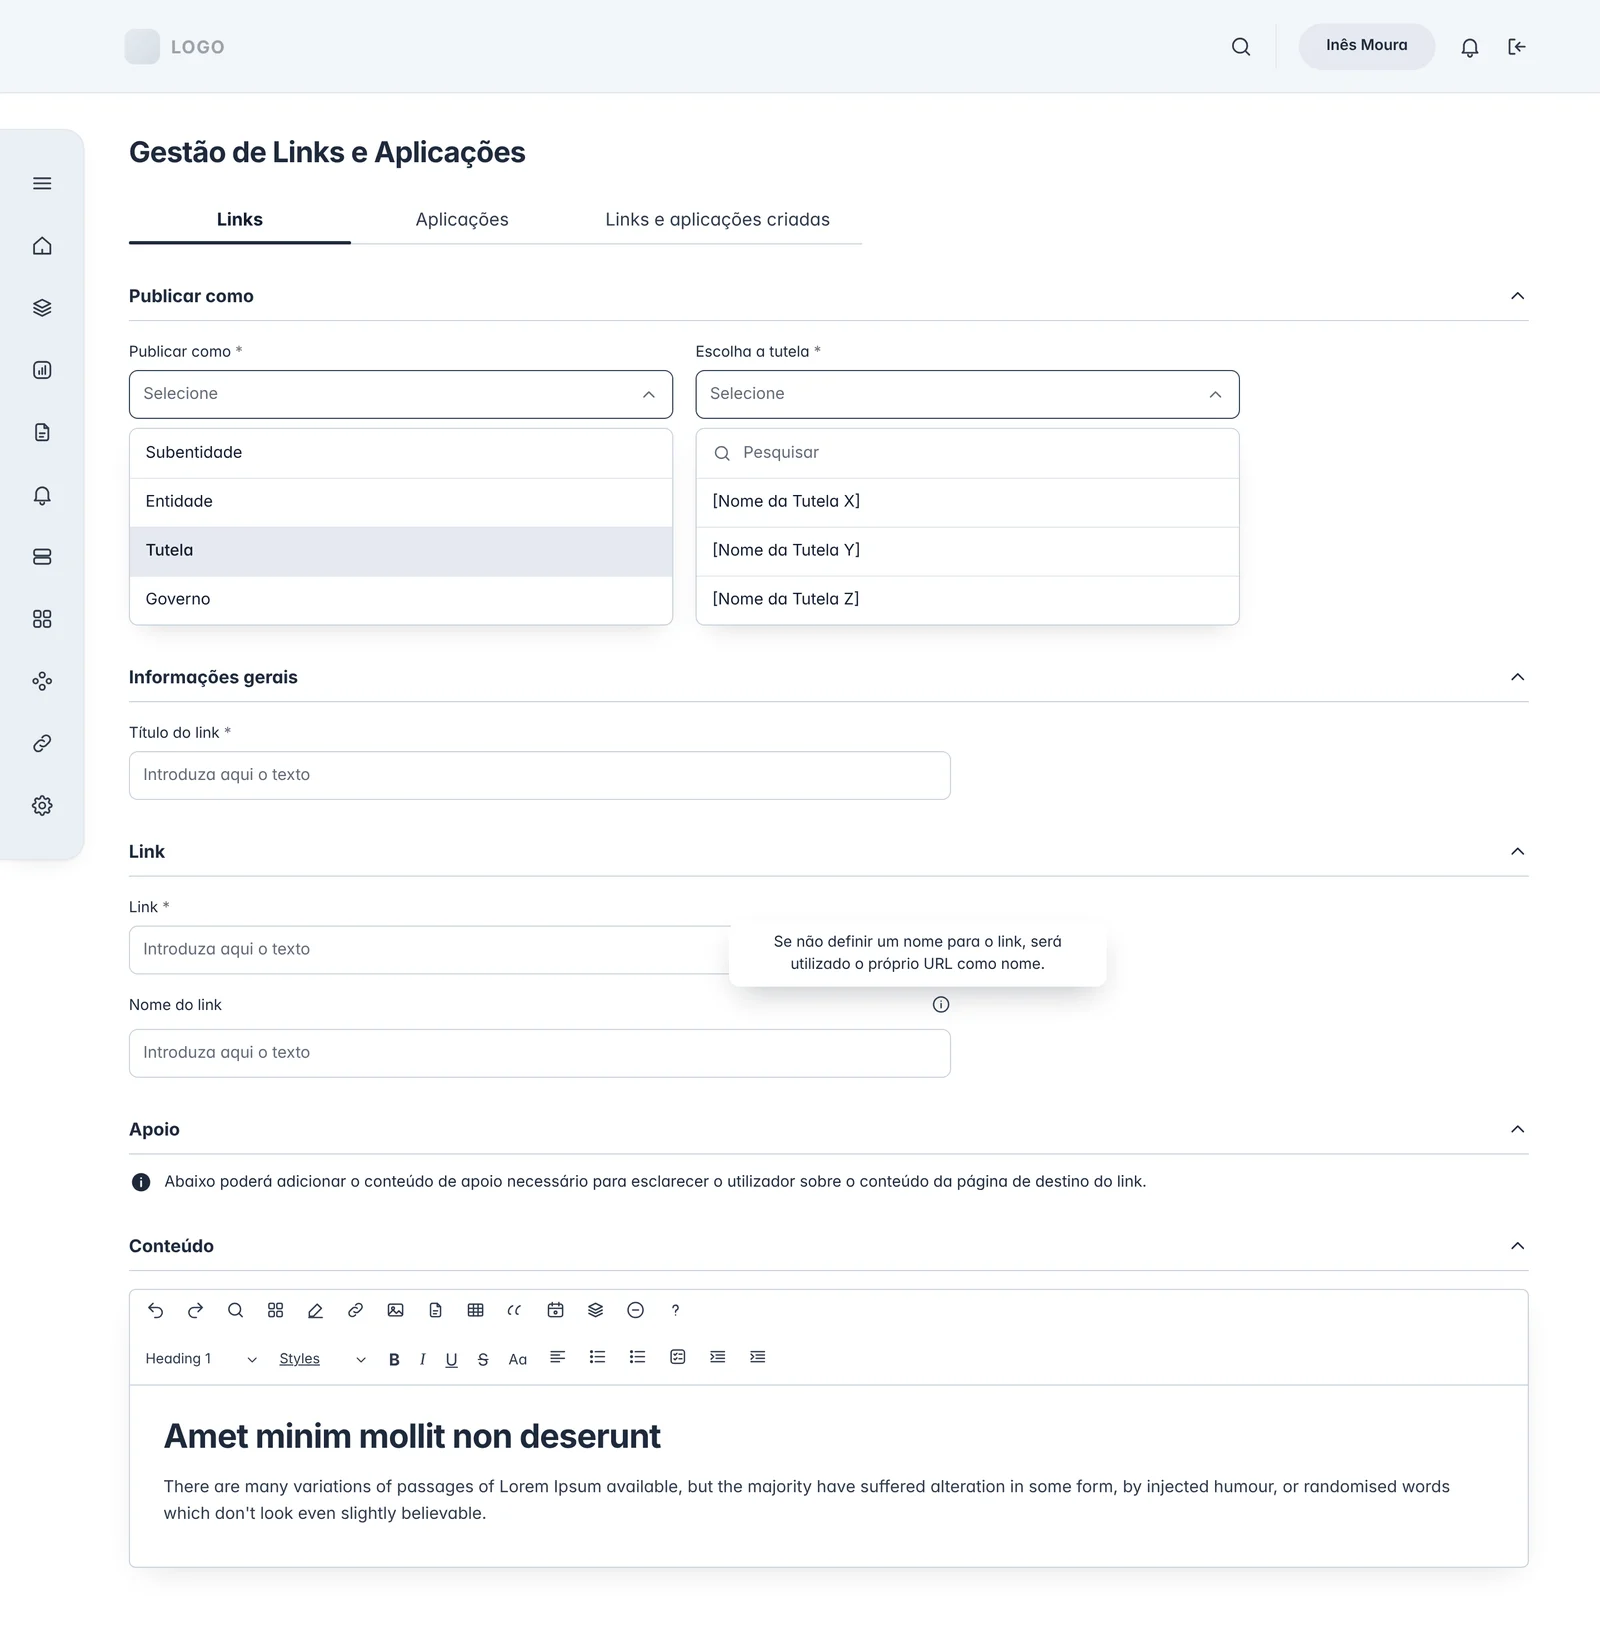 LOGO
Inês Moura
Gestão de Links e Aplicações
Links
Aplicações
Links e aplicações criadas
Publicar como
Publicar como *
Selecione
Subentidade
Entidade
Tutela
Governo
Escolha a tutela *
Selecione
Pesquisar
[Nome da Tutela X]
[Nome da Tutela Y]
[Nome da Tutela Z]
Informações gerais
Título do link *
Introduza aqui o texto
Link
Link *
Introduza aqui o texto
Se não definir um nome para o link, será
utilizado o próprio URL como nome.
Nome do link
Introduza aqui o texto
Apoio
Abaixo poderá adicionar o conteúdo de apoio necessário para esclarecer o utilizador sobre o conteúdo da página de destino do link.
Conteúdo
?
Heading 1
Styles
B I U S Aa
Amet minim mollit non deserunt
There are many variations of passages of Lorem Ipsum available, but the majority have suffered alteration in some form, by injected humour, or randomised words
which don't look even slightly believable.